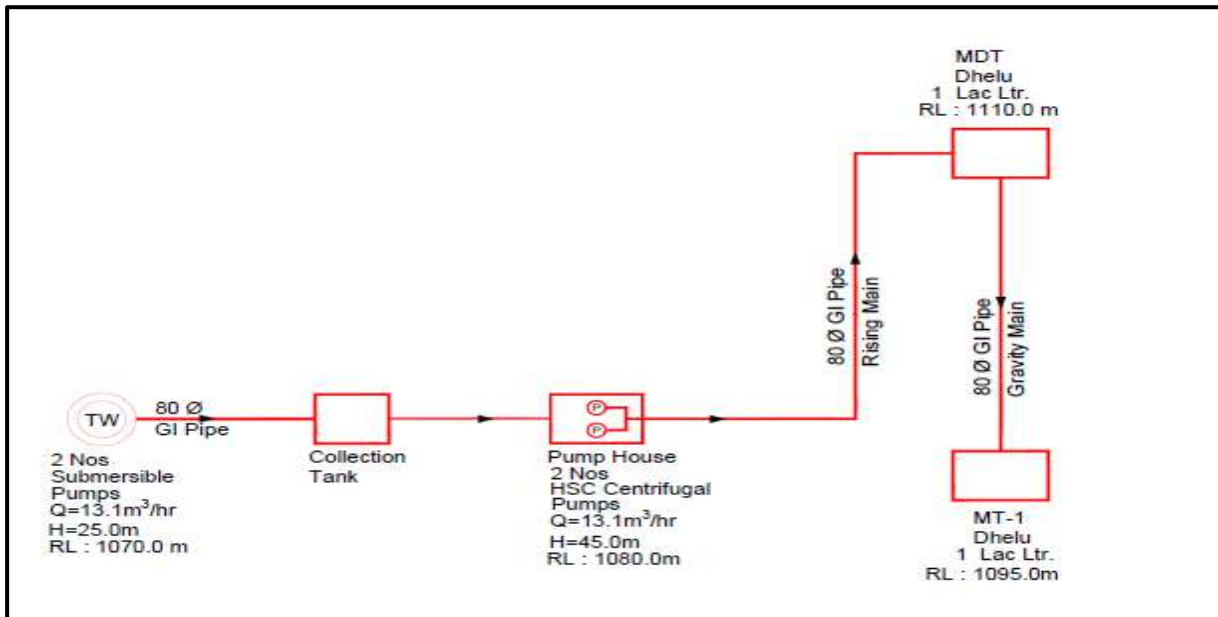 MDT
Dhelu
1 Lac Ltr.
RL : 1110.0 m
80 Ø GI Pipe
Rising Main
80 Ø GI Pipe
Gravity Main
TW
80 Ø
GI Pipe
2 Nos
Submersible
Pumps
Q=13.1m³/hr
H=25.0m
RL : 1070.0 m
Collection
Tank
P
P
Pump House
2 Nos
HSC Centrifugal
Pumps
Q=13.1m³/hr
H=45.0m
RL : 1080.0m
MT-1
Dhelu
1 Lac Ltr.
RL : 1095.0m